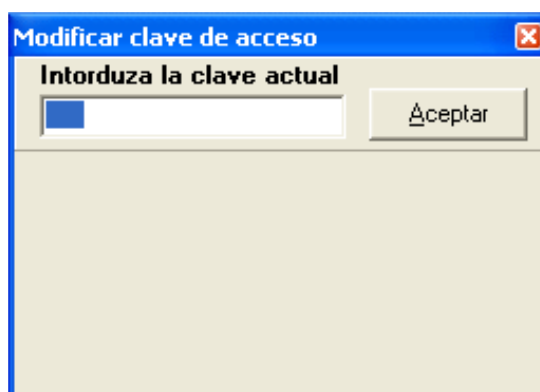 Modificar clave de acceso
Intorduza la clave actual
Aceptar